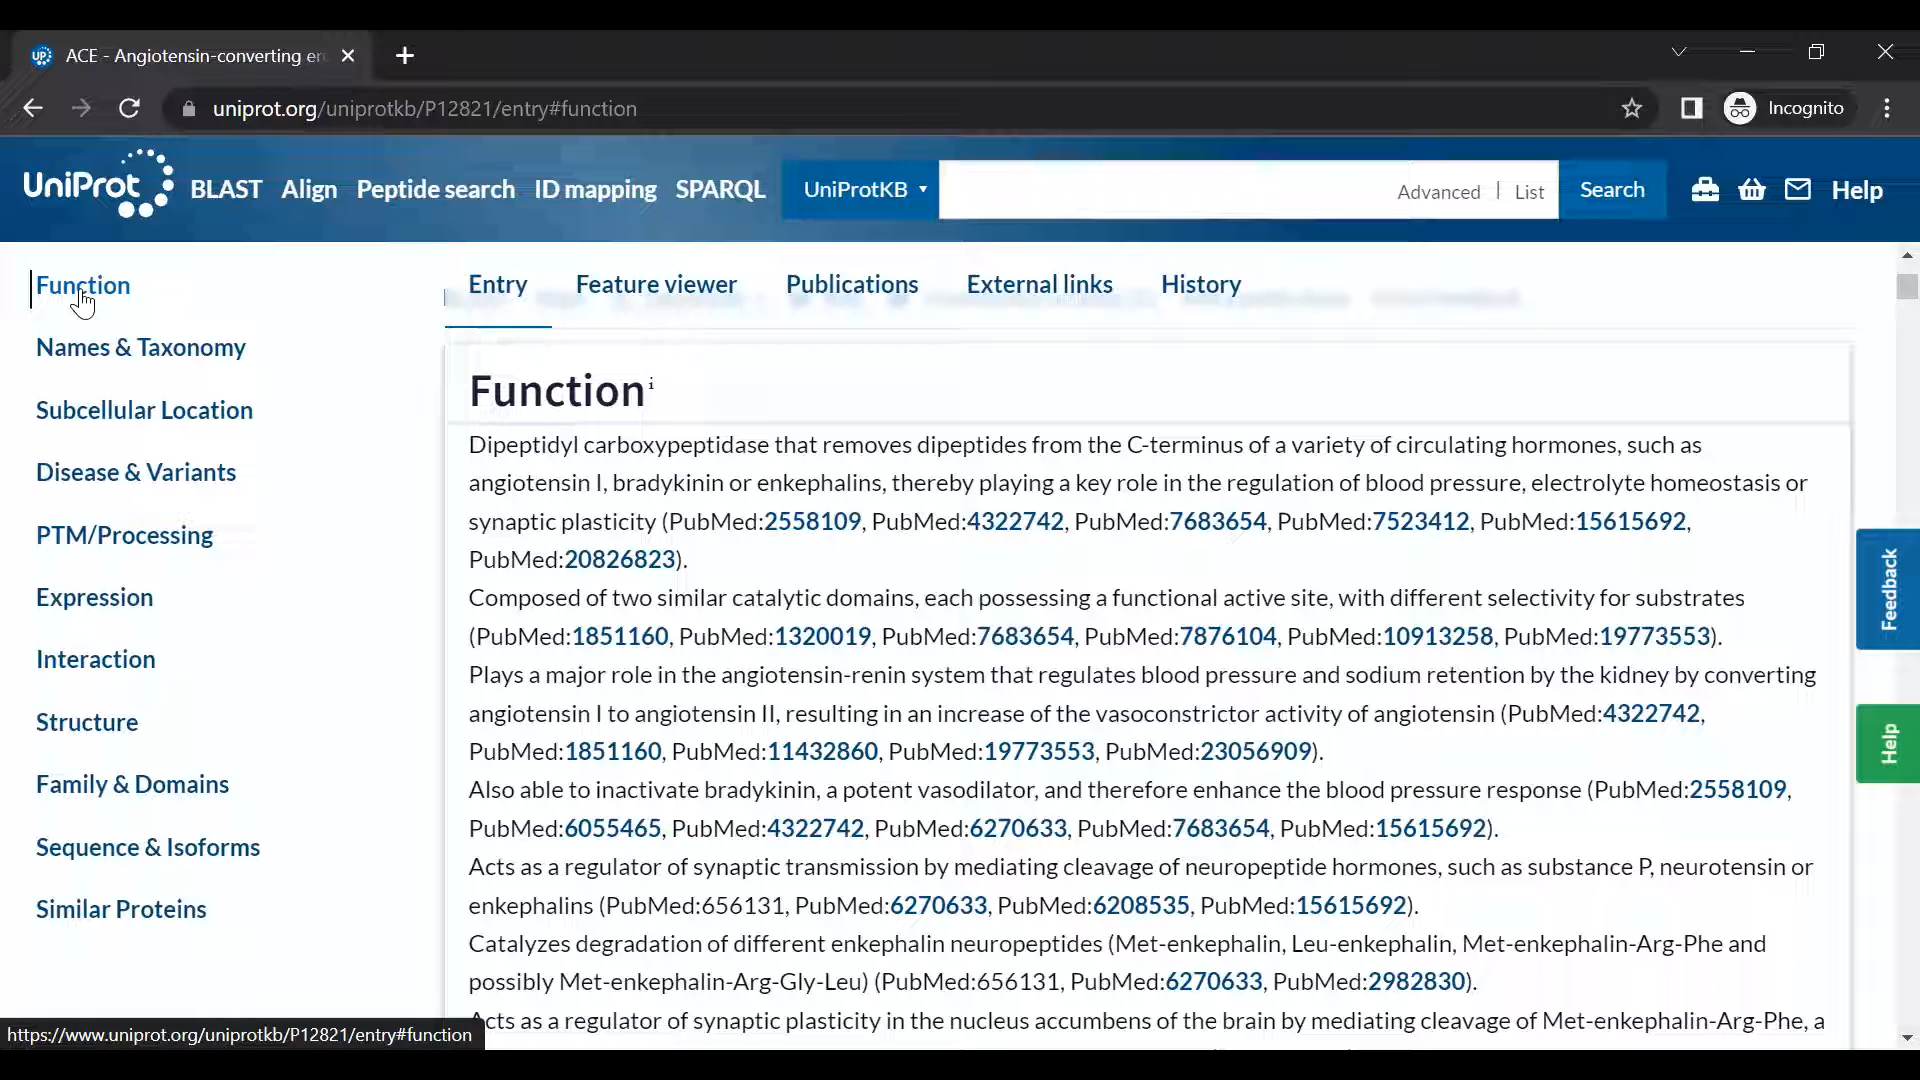 ACE - Angiotensin-converting en
uniprot.org/uniprotkb/P12821/entry#function
Incognito
UniProt
BLAST Align Peptide search ID mapping SPARQL
UniProtKB
Advanced | List
Search
Help
Function
Names & Taxonomy
Subcellular Location
Disease & Variants
PTM/Processing
Expression
Interaction
Structure
Family & Domains
Sequence & Isoforms
Similar Proteins
Entry Feature viewer Publications External links History
Function i
Dipeptidyl carboxypeptidase that removes dipeptides from the C-terminus of a variety of circulating hormones, such as
angiotensin I, bradykinin or enkephalins, thereby playing a key role in the regulation of blood pressure, electrolyte homeostasis or
synaptic plasticity (PubMed:2558109, PubMed:4322742, PubMed:7683654, PubMed:7523412, PubMed:15615692,
PubMed:20826823).
Composed of two similar catalytic domains, each possessing a functional active site, with different selectivity for substrates
(PubMed:1851160, PubMed:1320019, PubMed:7683654, PubMed:7876104, PubMed:10913258, PubMed:19773553).
Plays a major role in the angiotensin-renin system that regulates blood pressure and sodium retention by the kidney by converting
angiotensin I to angiotensin II, resulting in an increase of the vasoconstrictor activity of angiotensin (PubMed:4322742,
PubMed:1851160, PubMed:11432860, PubMed:19773553, PubMed:23056909).
Also able to inactivate bradykinin, a potent vasodilator, and therefore enhance the blood pressure response (PubMed:2558109,
PubMed:6055465, PubMed:4322742, PubMed:6270633, PubMed:7683654, PubMed:15615692).
Acts as a regulator of synaptic transmission by mediating cleavage of neuropeptide hormones, such as substance P, neurotensin or
enkephalins (PubMed:656131, PubMed:6270633, PubMed:6208535, PubMed:15615692).
Catalyzes degradation of different enkephalin neuropeptides (Met-enkephalin, Leu-enkephalin, Met-enkephalin-Arg-Phe and
possibly Met-enkephalin-Arg-Gly-Leu) (PubMed:656131, PubMed:6270633, PubMed:2982830).
Acts as a regulator of synaptic plasticity in the nucleus accumbens of the brain by mediating cleavage of Met-enkephalin-Arg-Phe, a
Feedback
Help
https://www.uniprot.org/uniprotkb/P12821/entry#function